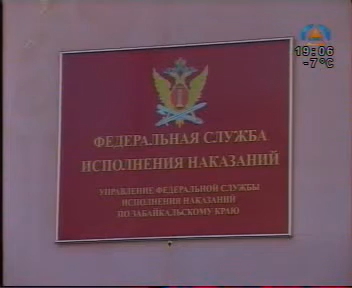 19:06
-7°C
ФЕДЕРАЛЬНАЯ СЛУЖБА
ИСПОЛНЕНИЯ НАКАЗАНИЙ
УПРАВЛЕНИЕ ФЕДЕРАЛЬНОЙ СЛУЖБЫ
ИСПОЛНЕНИЯ НАКАЗАНИЙ
ПО ЗАБАЙКАЛЬСКОМУ КРАЮ